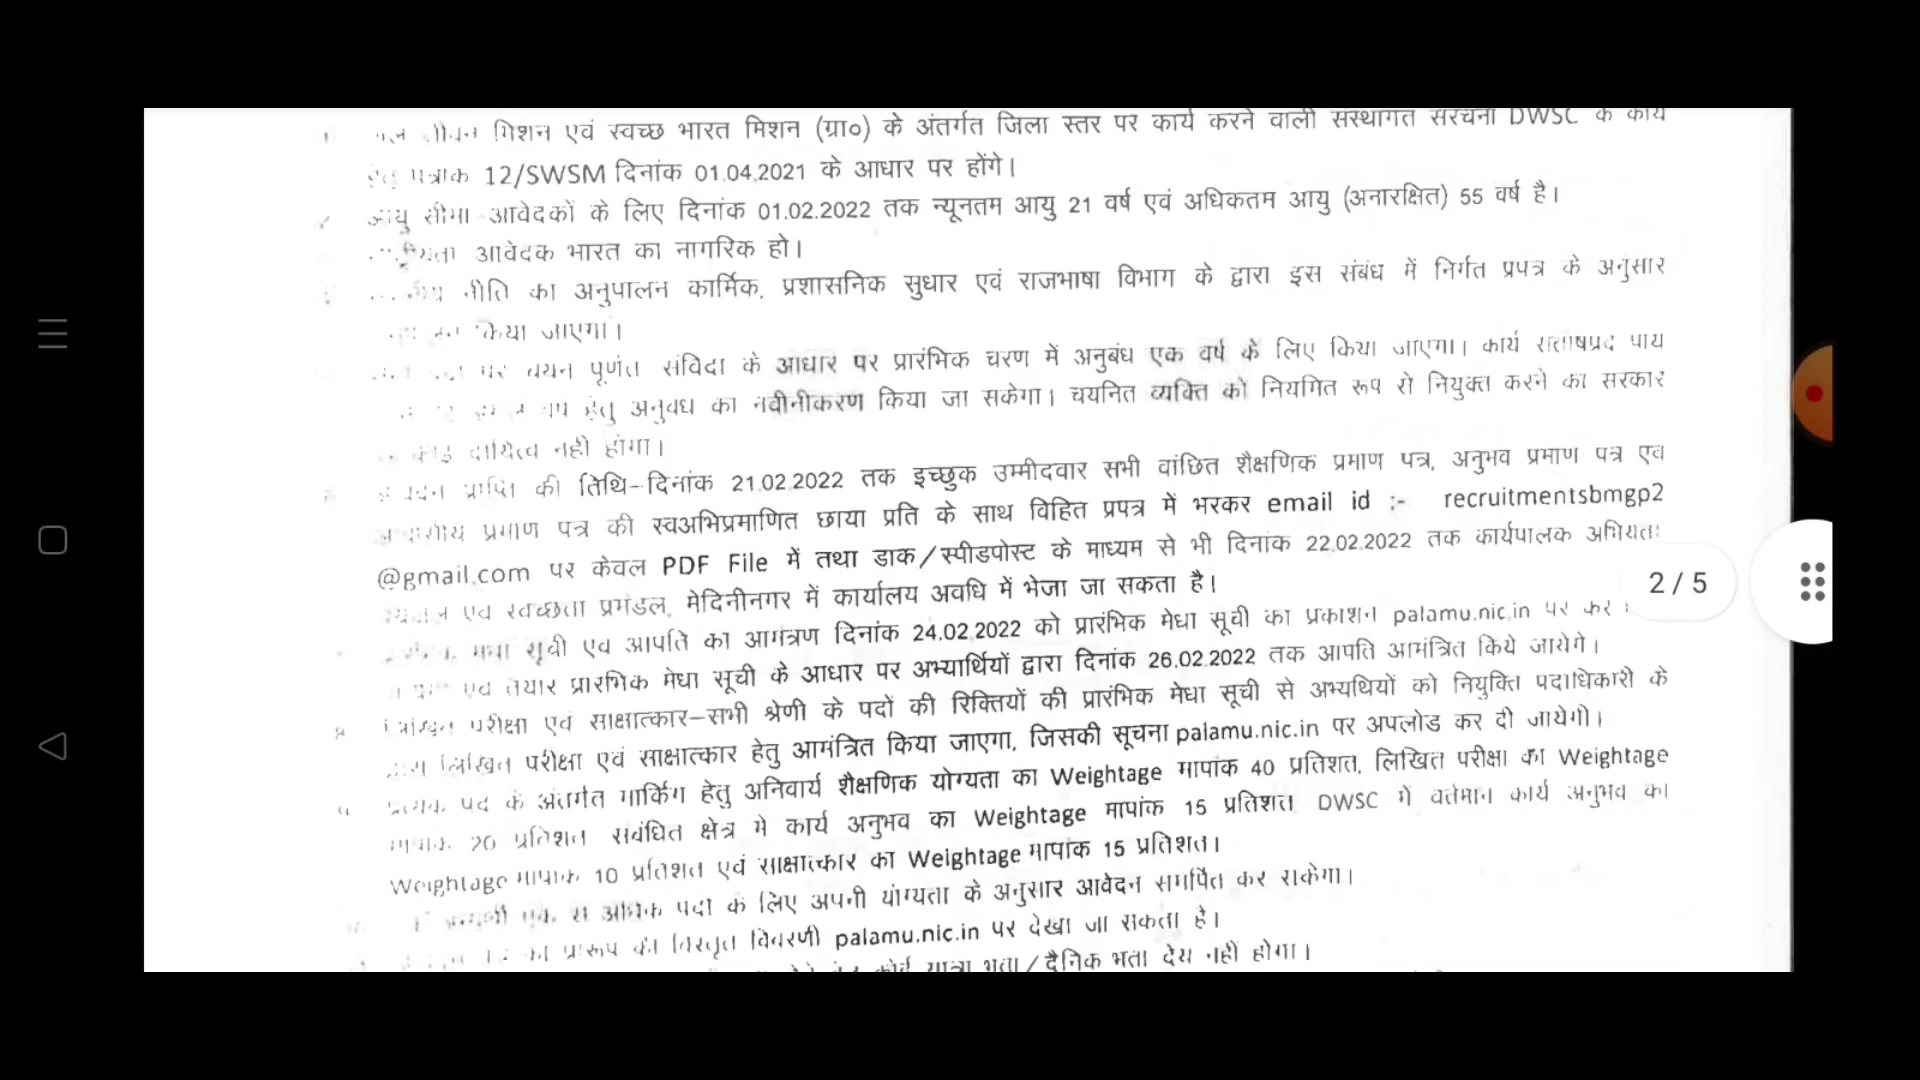 मिशन एवं स्वच्छ भारत मिशन (ग्रा०) के अंतर्गत जिला स्तर पर कार्य करने वाली संस्थागत संरचना DWSC के कार्य
पत्रांक 12/SWSM दिनांक 01.04.2021 के आधार पर होंगे।
आयु सीमा आवेदकों के लिए दिनांक 01.02.2022 तक न्यूनतम आयु 21 वर्ष एवं अधिकतम आयु (अनारक्षित) 55 वर्ष है।
आवेदक भारत का नागरिक हो।
नीति का अनुपालन कार्मिक, प्रशासनिक सुधार एवं राजभाषा विभाग के द्वारा इस संबंध में निर्गत प्रपत्र के अनुसार
किया जाएगा।
पर चयन पूर्णत संविदा के आधार पर प्रारंभिक चरण में अनुबंध एक वर्ष के लिए किया जाएगा। कार्य
हेतु अनुबंध का नवीनीकरण किया जा सकेगा। चयनित व्यक्ति को नियमित रूप से नियुक्त करने का सरकार
दायित्व नही होगा।
प्राप्ति की तिथि–दिनांक 21.02.2022 तक इच्छुक उम्मीदवार सभी वांछित शैक्षणिक प्रमाण पत्र, अनुभव प्रमाण पत्र एवं
प्रमाण पत्र की स्वअभिप्रमाणित छाया प्रति के साथ विहित प्रपत्र में भरकर email id :- recruitmentsbmgp2
@gmail.com पर केवल PDF File में तथा डाक/स्पीडपोस्ट के माध्यम से भी दिनांक 22.02.2022 तक कार्यपालक
एवं स्वच्छता प्रमंडल, मेदिनीनगर में कार्यालय अवधि में भेजा जा सकता है।
सूची एवं आपति का आमंत्रण दिनांक 24.02.2022 को प्रारंभिक मेधा सूची का प्रकाशन palamu.nic.in पर कर
एवं तैयार प्रारंभिक मेधा सूची के आधार पर अभ्यार्थियों द्वारा दिनांक 26.02.2022 तक आपति आमंत्रित किये जायेगे।
लिखित परीक्षा एवं साक्षात्कार–सभी श्रेणी के पदों की रिक्तियों की प्रारंभिक मेधा सूची से अभ्यथियों को नियुक्ति पदाधिकारी के
द्वारा लिखित परीक्षा एवं साक्षात्कार हेतु आमंत्रित किया जाएगा, जिसकी सूचना palamu.nic.in पर अपलोड कर दी जायेगी।
प्रत्येक पद के अंतर्गत मार्किंग हेतु अनिवार्य शैक्षणिक योग्यता का Weightage मापांक 40 प्रतिशत, लिखित परीक्षा का Weightage
मापांक 20 प्रतिशत संबंधित क्षेत्र मे कार्य अनुभव का Weightage मापांक 15 प्रतिशत DWSC में वर्तमान कार्य अनुभव का
Weightage मापांक 10 प्रतिशत एवं साक्षात्कार का Weightage मापांक 15 प्रतिशत।
एक से अधिक पदों के लिए अपनी योग्यता के अनुसार आवेदन समर्पित कर सकेगा।
का प्रारूप की विस्तृत विवरणी palamu.nic.in पर देखा जा सकता है।
कोई यात्रा भता/दैनिक भता देय नहीं होगा।
2 / 5